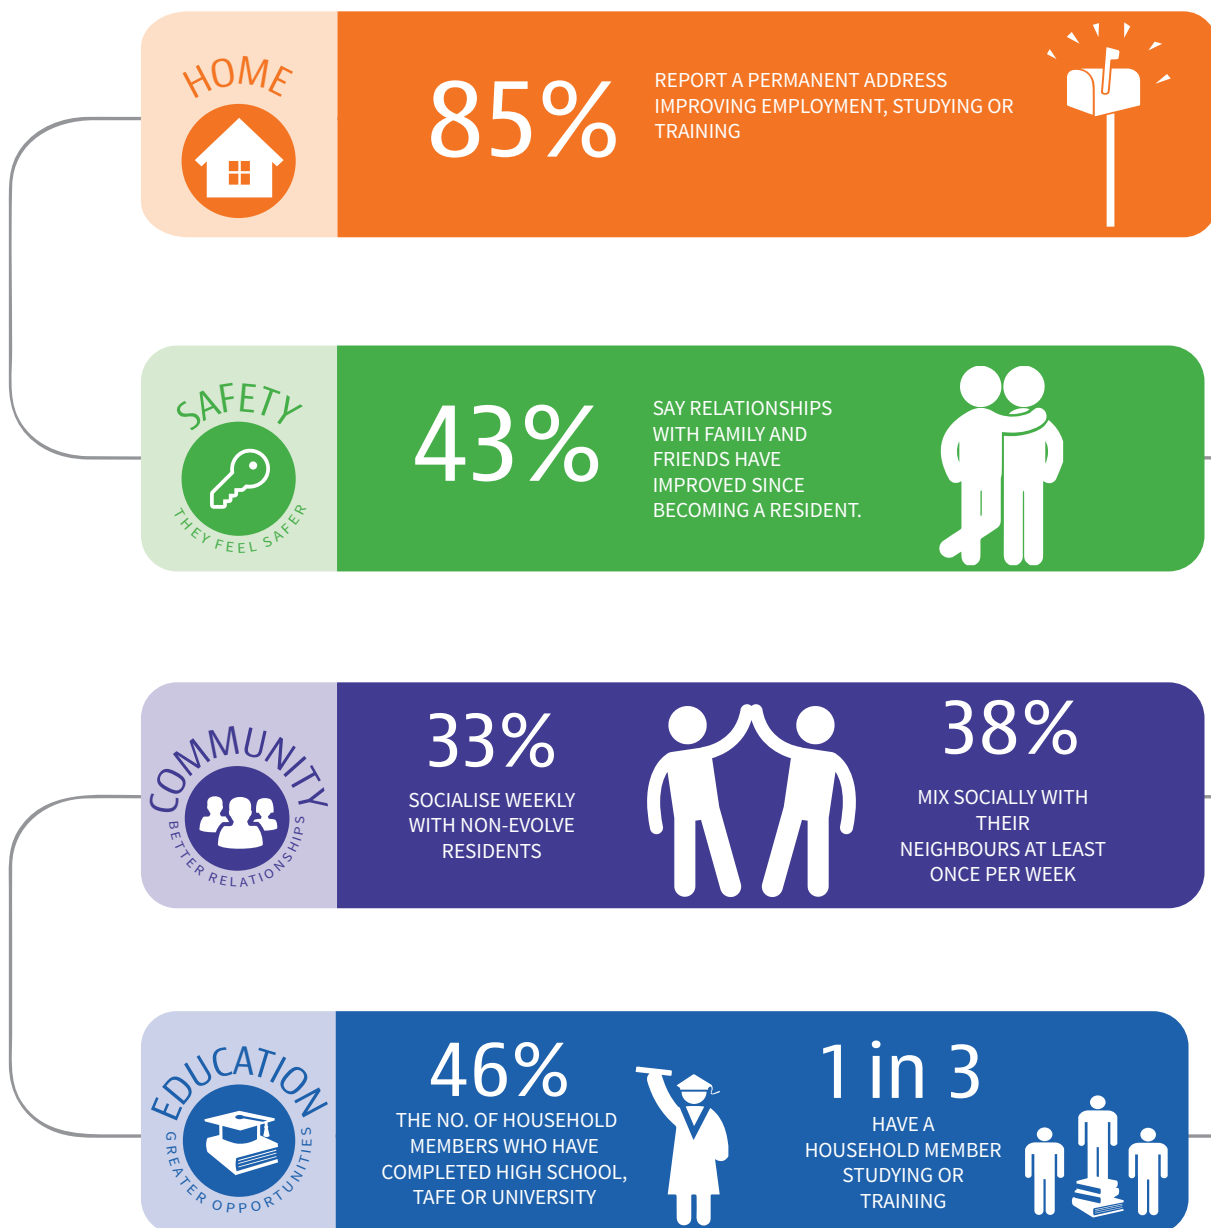 HOME
85%
REPORT A PERMANENT ADDRESS
IMPROVING EMPLOYMENT, STUDYING OR
TRAINING
SAFETY
THEY FEEL SAFER
43%
SAY RELATIONSHIPS
WITH FAMILY AND
FRIENDS HAVE
IMPROVED SINCE
BECOMING A RESIDENT.
COMMUNITY
BETTER RELATIONSHIPS
33%
SOCIALISE WEEKLY
WITH NON-EVOLVE
RESIDENTS
38%
MIX SOCIALLY WITH
THEIR
NEIGHBOURS AT LEAST
ONCE PER WEEK
EDUCATION
GREATER OPPORTUNITIES
46%
THE NO. OF HOUSEHOLD
MEMBERS WHO HAVE
COMPLETED HIGH SCHOOL,
TAFE OR UNIVERSITY
1 in 3
HAVE A
HOUSEHOLD MEMBER
STUDYING OR
TRAINING